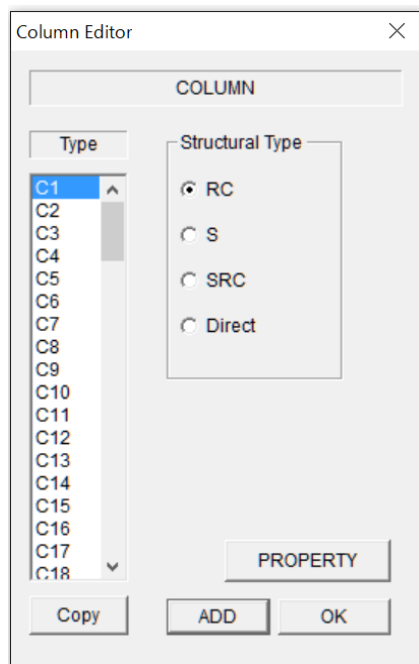 Column Editor
COLUMN
Type
Structural Type
C1
C2
C3
C4
C5
C6
C7
C8
C9
C10
C11
C12
C13
C14
C15
C16
C17
C18
RC
S
SRC
Direct
PROPERTY
Copy
ADD
OK